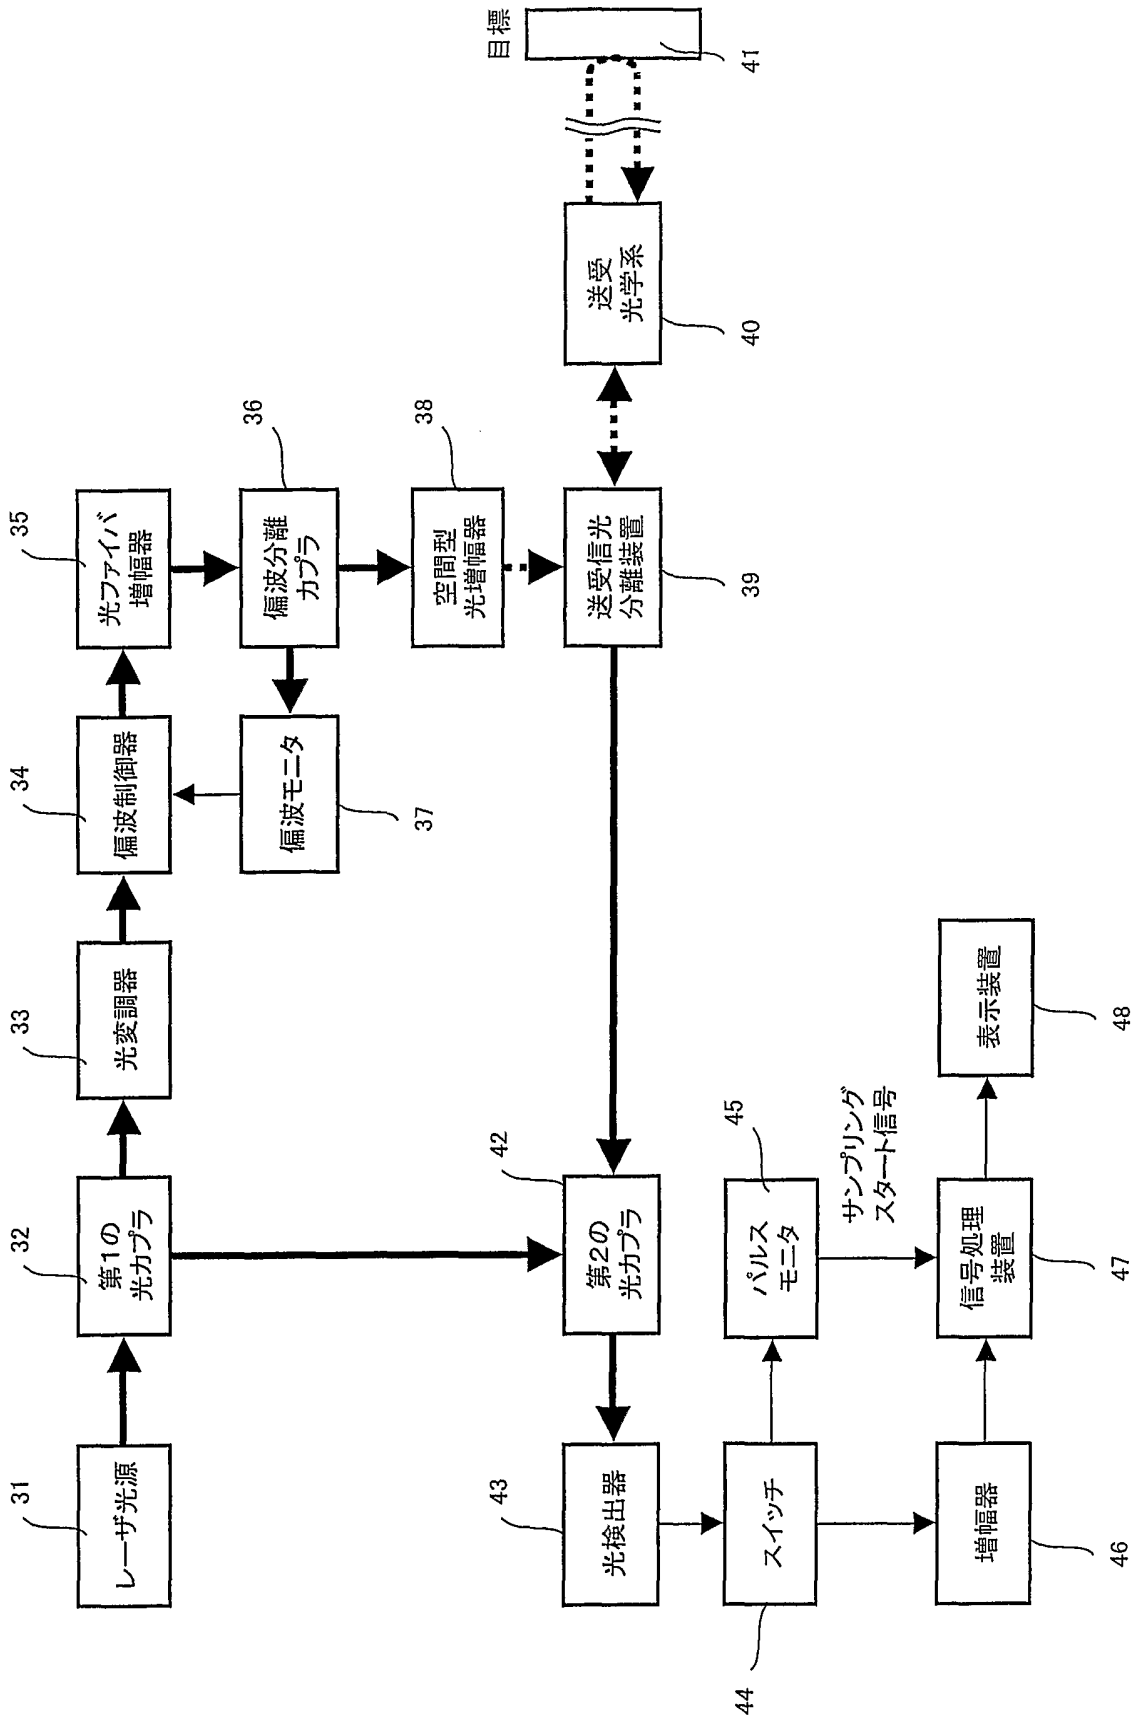 31
レーザ光源
32
第1の
光カプラ
33
光変調器
34
偏波制御器
35
光ファイバ
増幅器
36
偏波分離
カプラ
偏波モニタ
37
38
空間型
光増幅器
送受信光
分離装置
39
送受
光学系
40
目標
41
42
第2の
光カプラ
43
光検出器
スイッチ
44
45
パルス
モニタ
サンプリング
スタート信号
増幅器
46
信号処理
装置
47
表示装置
48